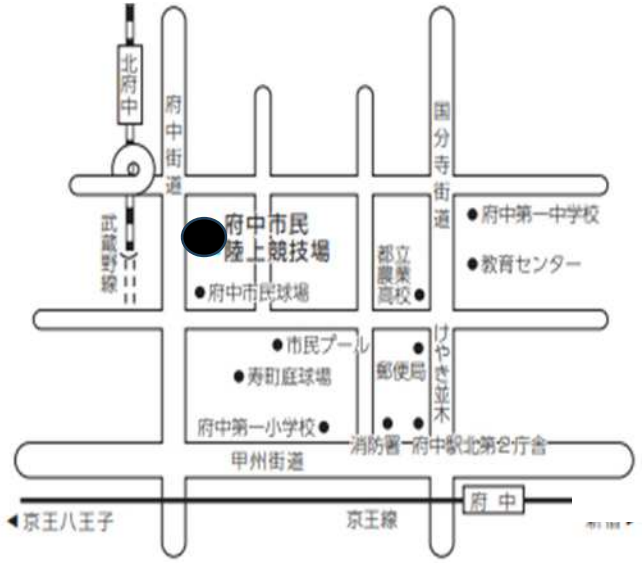 北府中
府中街道
国分寺街道
武蔵野線
府中市民
陸上競技場
府中第一中学校
教育センター
都立
農業
高校
府中市民球場
市民プール
けやき並木
郵便局
寿町庭球場
府中第一小学校
消防署
府中駅北第2庁舎
甲州街道
府中
◀京王八王子
京王線